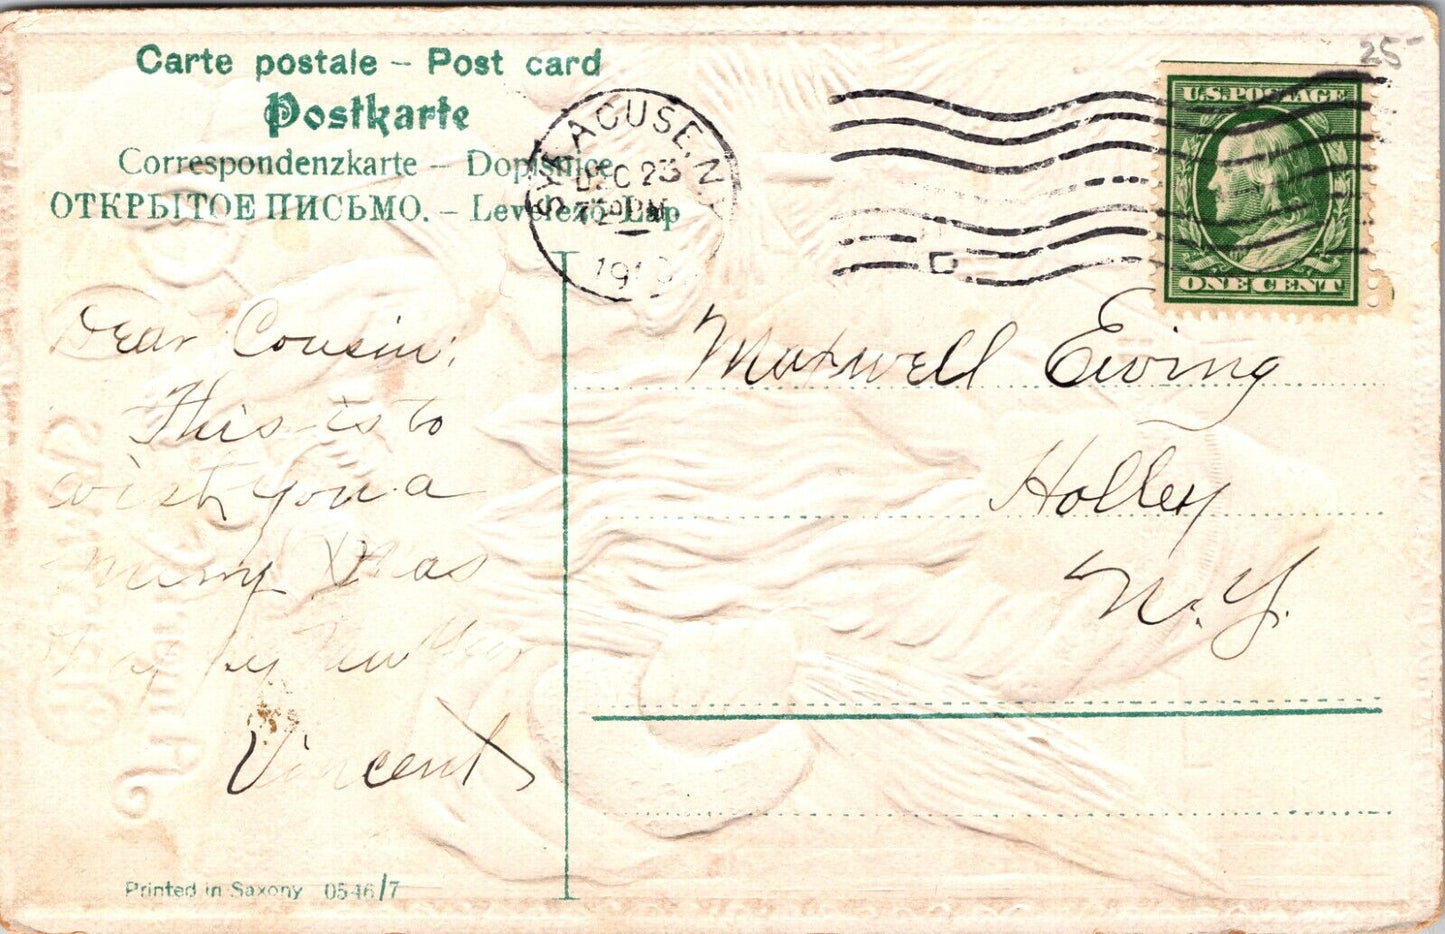 25-
Carte postale – Post card
Postkarte
Correspondenzkarte – Dopisnice
ОТКРЫТОЕ ПИСЬМО. – Levelező-Lap
SYRACUSE, N.Y.
DEC 23
PM
U.S. POSTAGE
ONE CENT
Dear Cousin;
This is to
wish you a
merry Xmas
Happy New Year
Vincent
Maxwell Ewing
Holley
N.Y.
Printed in Saxony 0546/7